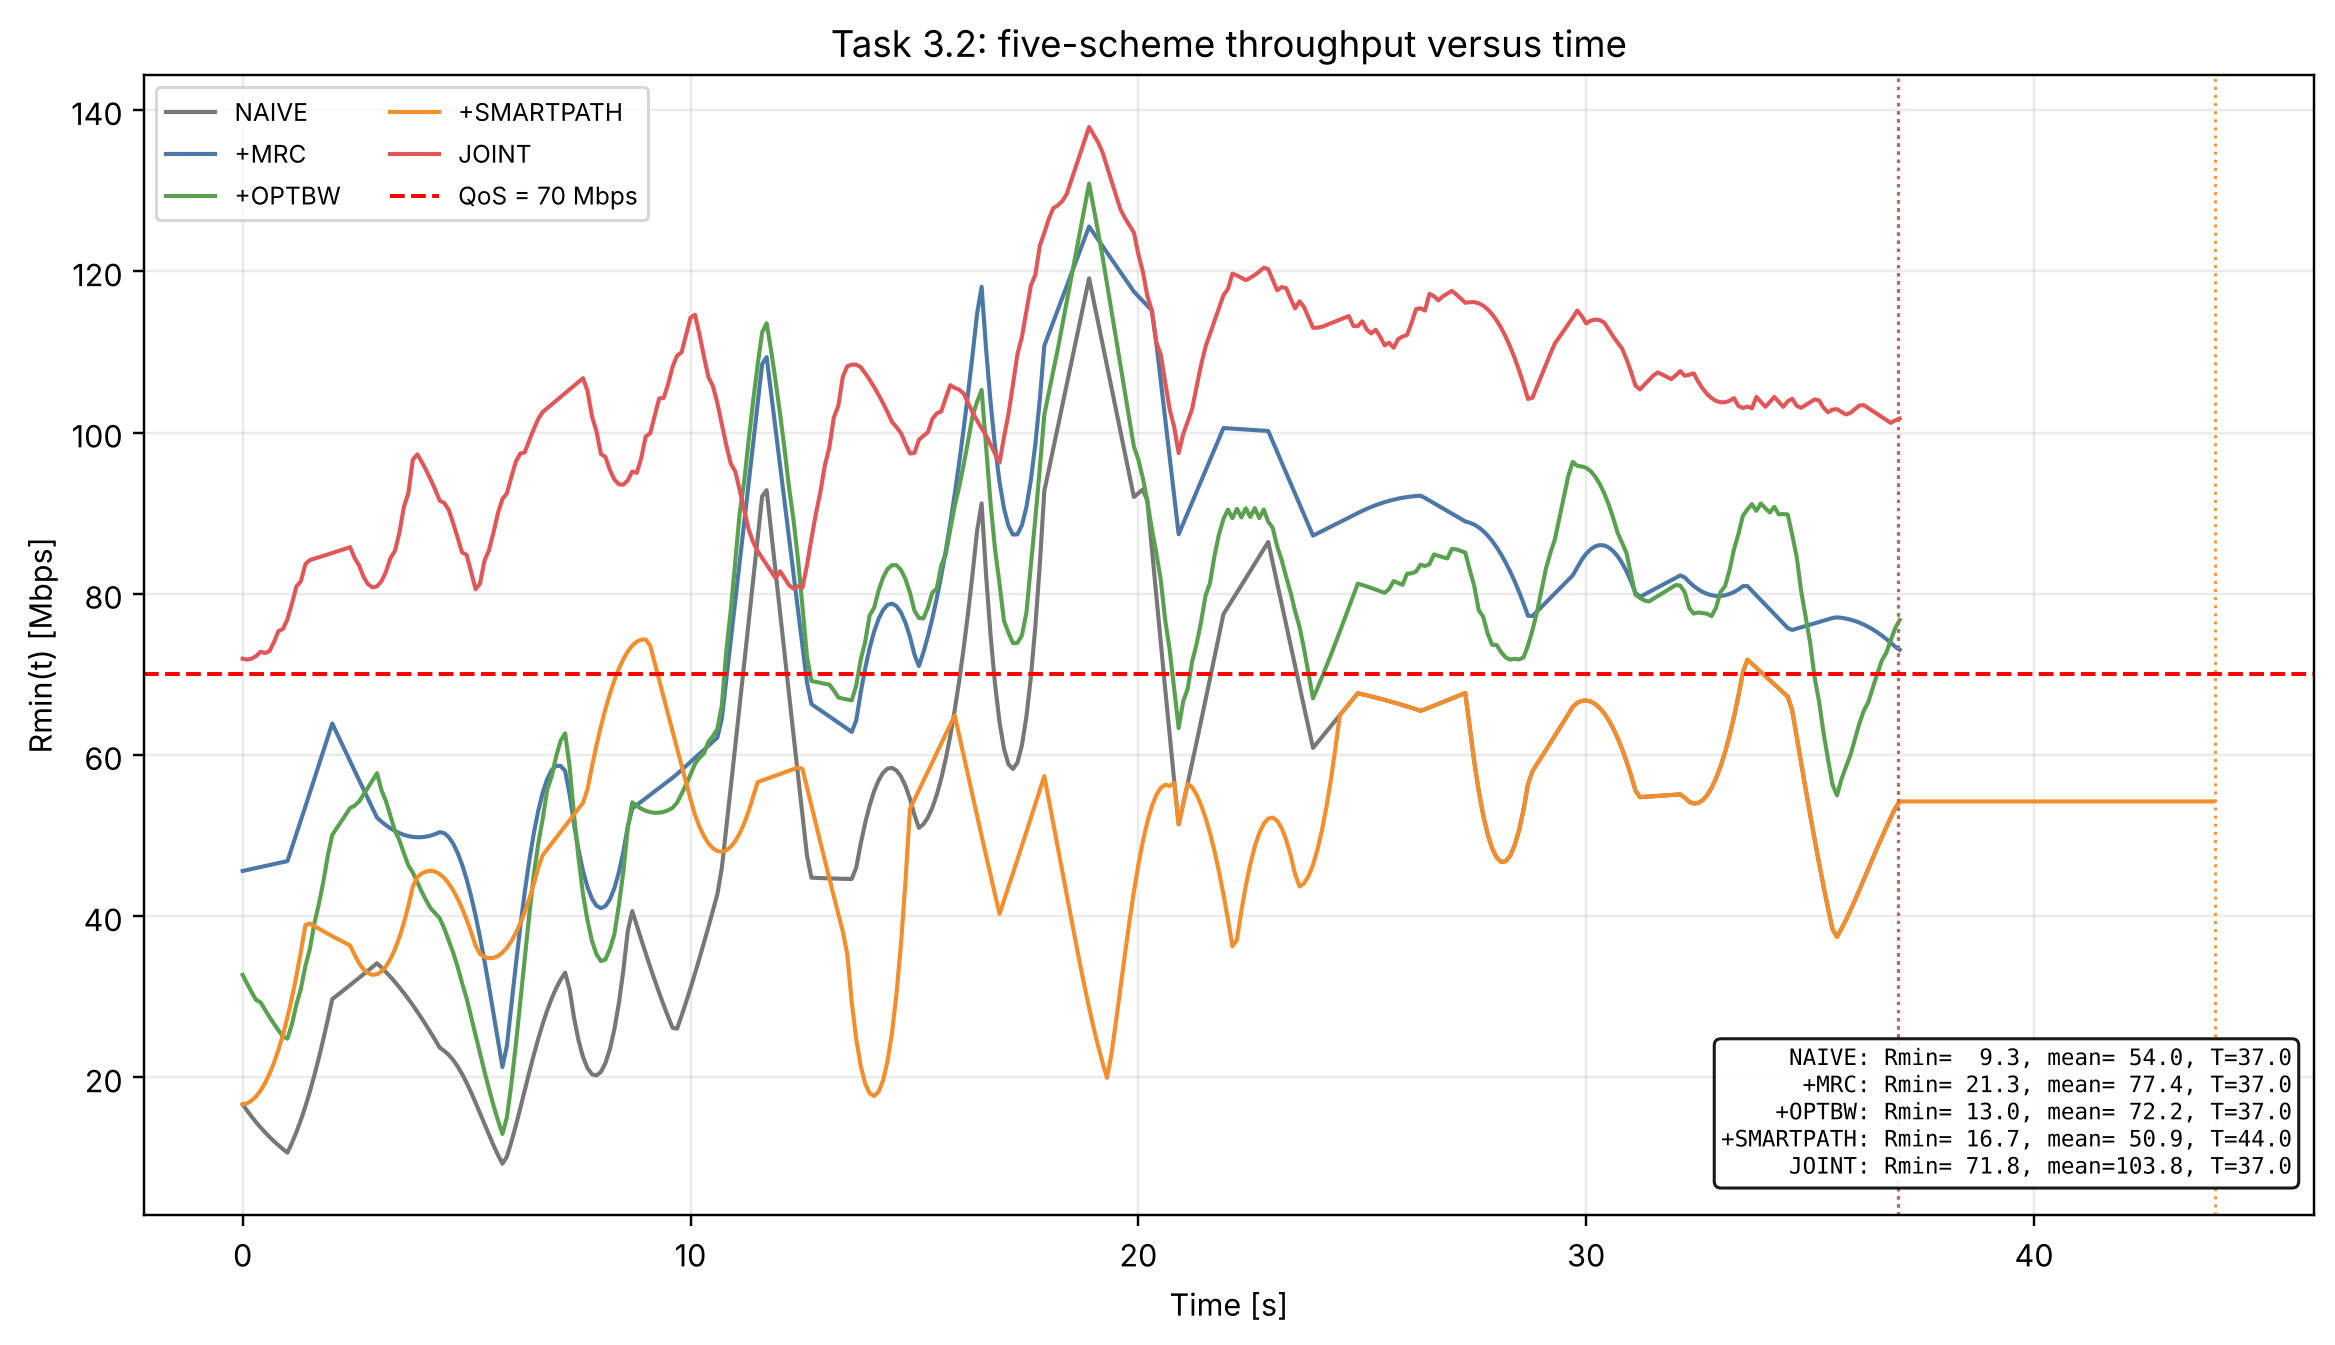 Task 3.2: five-scheme throughput versus time
NAIVE
+MRC
+OPTBW
+SMARTPATH
JOINT
QoS = 70 Mbps
Rmin(t) [Mbps]
140
120
100
80
60
40
20
NAIVE: Rmin=  9.3, mean= 54.0, T=37.0
+MRC: Rmin= 21.3, mean= 77.4, T=37.0
+OPTBW: Rmin= 13.0, mean= 72.2, T=37.0
+SMARTPATH: Rmin= 16.7, mean= 50.9, T=44.0
JOINT: Rmin= 71.8, mean=103.8, T=37.0
0 10 20 30 40
Time [s]